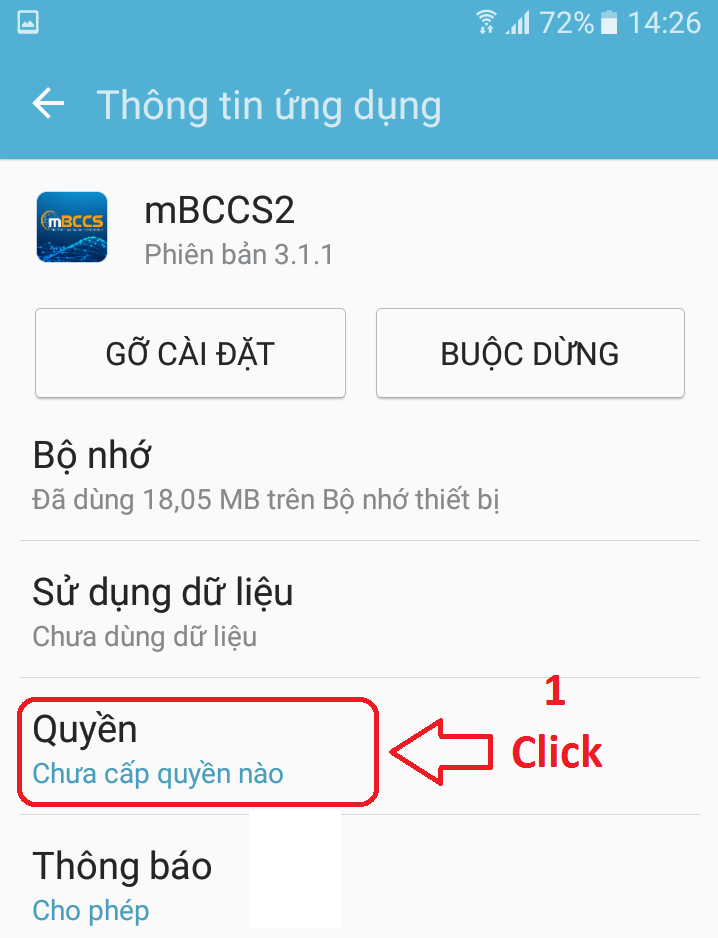 72% 14:26
Thông tin ứng dụng
mBCCS
mBCCS2
Phiên bản 3.1.1
GỠ CÀI ĐẶT
BUỘC DỪNG
Bộ nhớ
Đã dùng 18,05 MB trên Bộ nhớ thiết bị
Sử dụng dữ liệu
Chưa dùng dữ liệu
1
Quyền
Click
Chưa cấp quyền nào
Thông báo
Cho phép